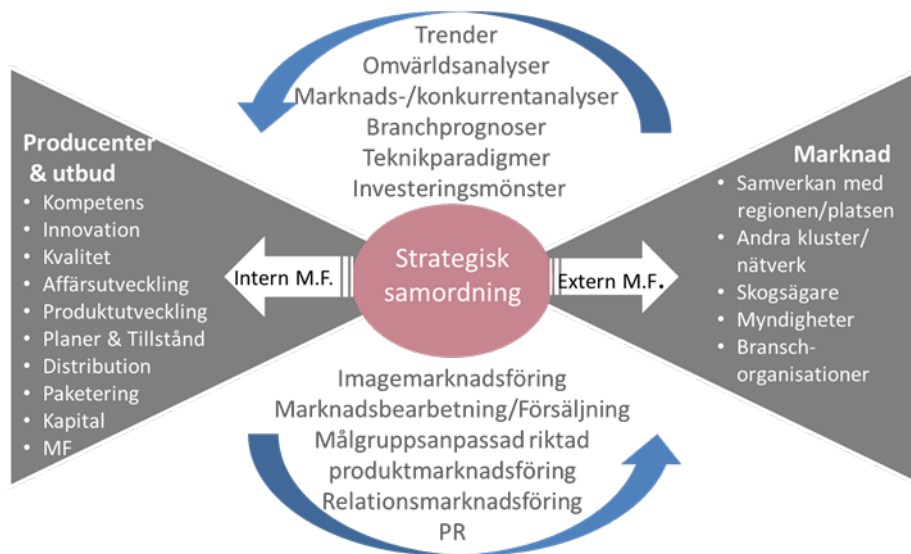 Trender
Omvärldsanalyser
Marknads-/konkurrentanalyser
Branchprognoser
Teknikparadigmer
Investeringsmönster
Producenter
& utbud
• Kompetens
• Innovation
• Kvalitet
• Affärsutveckling
• Produktutveckling
• Planer & Tillstånd
• Distribution
• Paketering
• Kapital
• MF
Intern M.F.
Strategisk
samordning
Extern M.F.
Marknad
• Samverkan med
regionen/platsen
• Andra kluster/
nätverk
• Skogsägare
• Myndigheter
• Bransch-
organisationer
Imagemarknadsföring
Marknadsbearbetning/Försäljning
Målgruppsanpassad riktad
produktmarknadsföring
Relationsmarknadsföring
PR